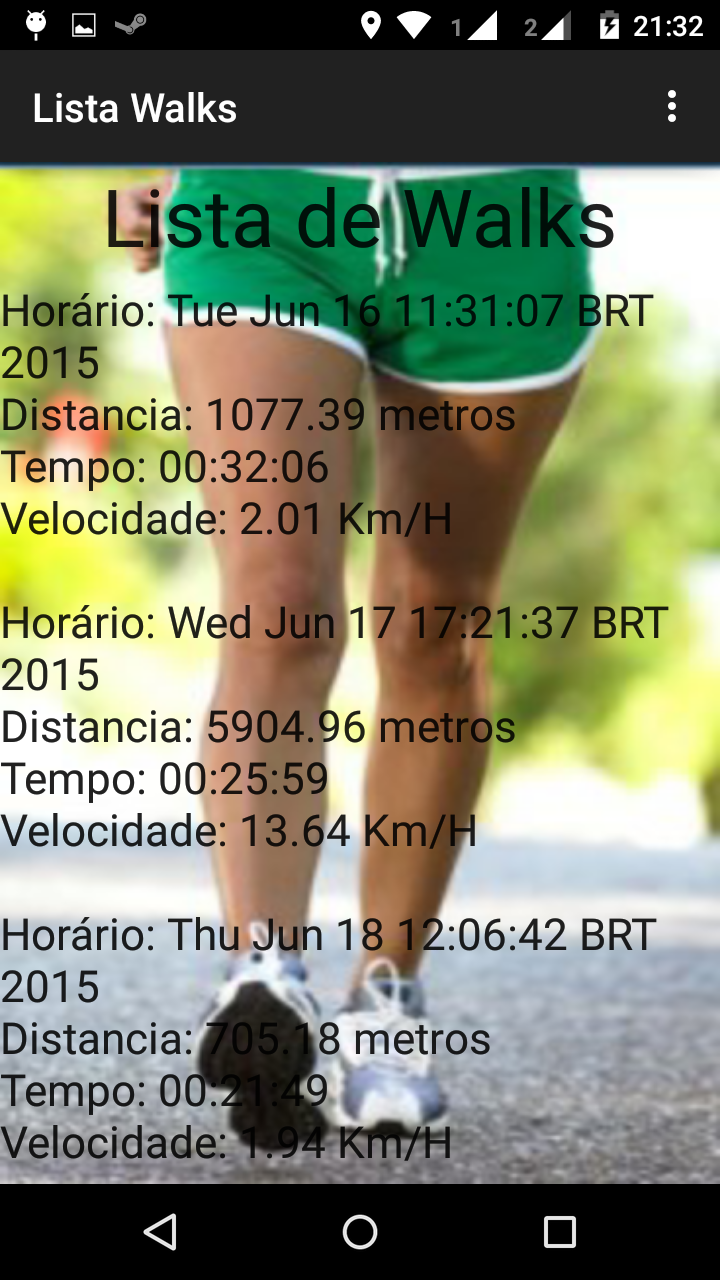 1 2 21:32
Lista Walks
Lista de Walks
Horário: Tue Jun 16 11:31:07 BRT
2015
Distancia: 1077.39 metros
Tempo: 00:32:06
Velocidade: 2.01 Km/H
Horário: Wed Jun 17 17:21:37 BRT
2015
Distancia: 5904.96 metros
Tempo: 00:25:59
Velocidade: 13.64 Km/H
Horário: Thu Jun 18 12:06:42 BRT
2015
Distancia: 705.18 metros
Tempo: 00:21:49
Velocidade: 1.94 Km/H